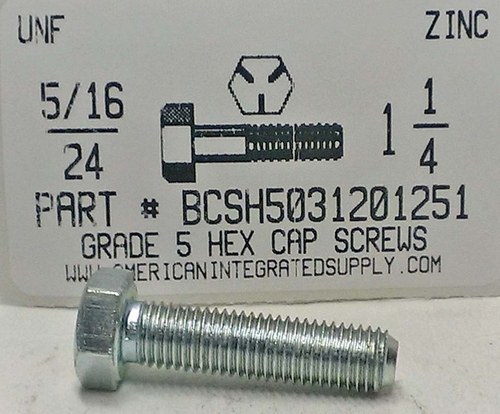 UNF ZINC
5/16
24
1 1/4
PART # BCSH5031201251
GRADE 5 HEX CAP SCREWS
WWW.AMERICANINTEGRATEDSUPPLY.COM